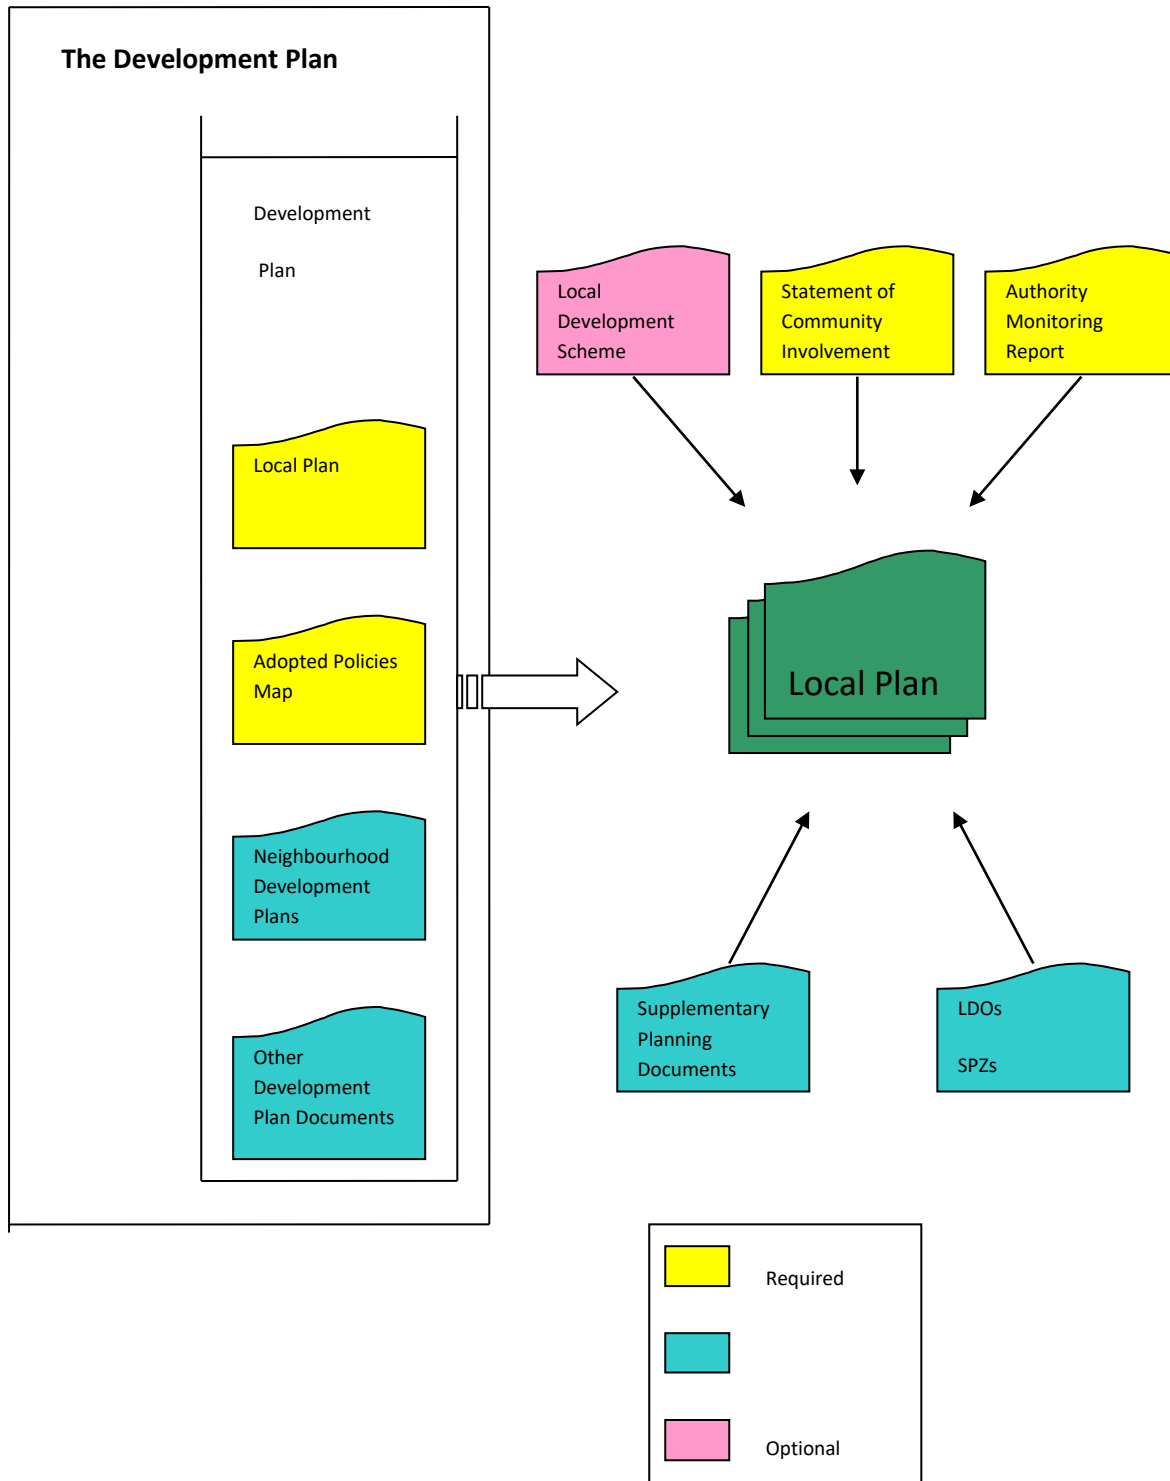 The Development Plan
Development
Plan
Local Plan
Adopted Policies
Map
Neighbourhood
Development
Plans
Other
Development
Plan Documents
Local
Development
Scheme
Statement of
Community
Involvement
Authority
Monitoring
Report
Local Plan
Supplementary
Planning
Documents
LDOs
SPZs
Required
Optional